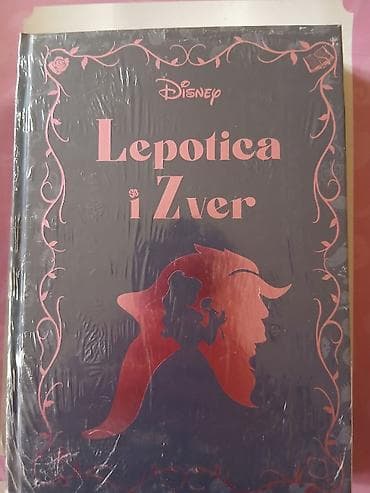 Disney
Lepotica
i Zver